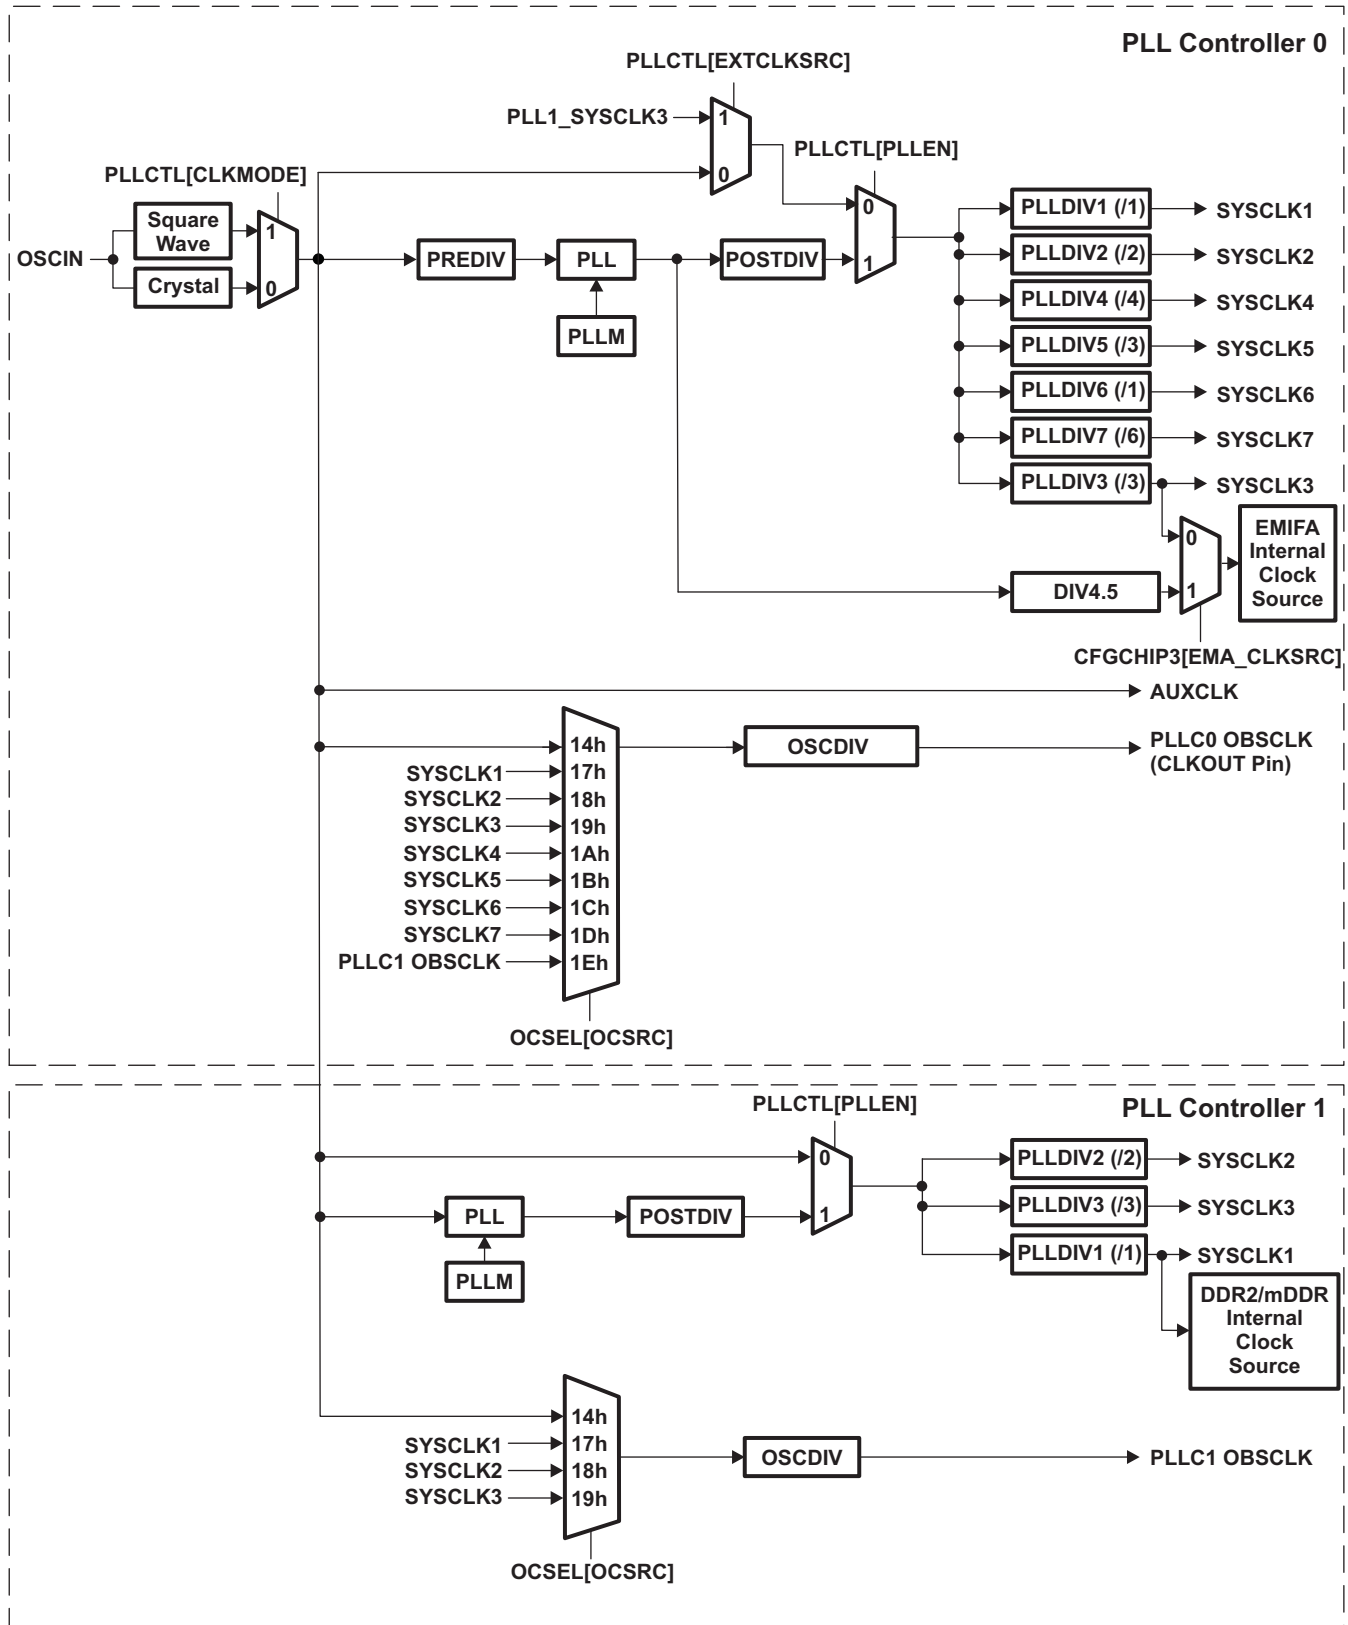 PLL Controller 0
PLLCTL[EXTCLKSRC]
PLL1_SYSCLK3
1
0
PLLCTL[PLLEN]
0
1
PLLCTL[CLKMODE]
OSCIN
Square
Wave
Crystal
1
0
PREDIV
PLL
PLLM
POSTDIV
PLLDIV1 (/1)
SYSCLK1
PLLDIV2 (/2)
SYSCLK2
PLLDIV4 (/4)
SYSCLK4
PLLDIV5 (/3)
SYSCLK5
PLLDIV6 (/1)
SYSCLK6
PLLDIV7 (/6)
SYSCLK7
PLLDIV3 (/3)
SYSCLK3
0
1
EMIFA
Internal
Clock
Source
DIV4.5
CFGCHIP3[EMA_CLKSRC]
AUXCLK
14h
SYSCLK1
17h
SYSCLK2
18h
SYSCLK3
19h
SYSCLK4
1Ah
SYSCLK5
1Bh
SYSCLK6
1Ch
SYSCLK7
1Dh
PLLC1 OBSCLK
1Eh
OSCDIV
PLLC0 OBSCLK
(CLKOUT Pin)
OCSEL[OCSRC]
PLL Controller 1
PLLCTL[PLLEN]
0
1
PLL
PLLM
POSTDIV
PLLDIV2 (/2)
SYSCLK2
PLLDIV3 (/3)
SYSCLK3
PLLDIV1 (/1)
SYSCLK1
DDR2/mDDR
Internal
Clock
Source
14h
SYSCLK1
17h
SYSCLK2
18h
SYSCLK3
19h
OSCDIV
PLLC1 OBSCLK
OCSEL[OCSRC]